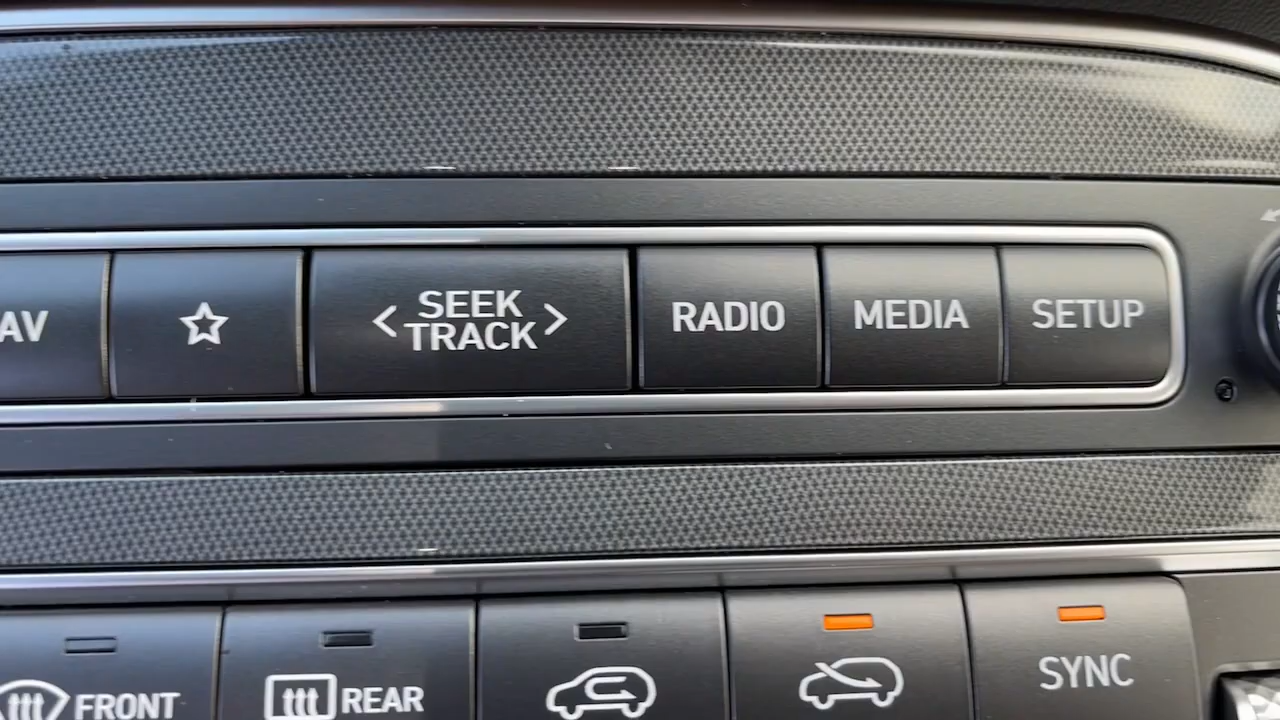 AV
SEEK
TRACK
RADIO
MEDIA
SETUP
FRONT
REAR
SYNC